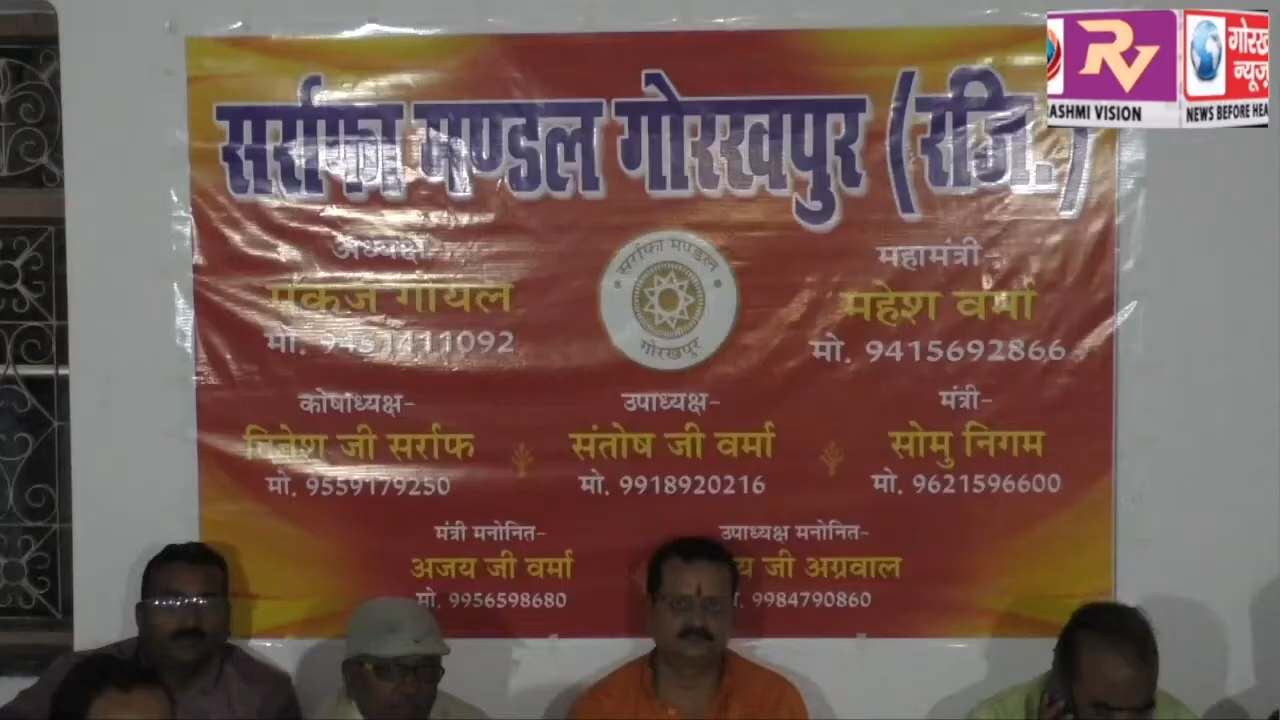 RV
ASHMI VISION
गोरख
न्यूज़
NEWS BEFORE HEA
सर्राफा मण्डल गोरखपुर (रजि.)
अध्यक्ष-
पंकज गोयल
मो. 9451411092
सर्राफा मण्डल
गोरखपुर
महामंत्री-
महेश वर्मा
मो. 9415692866
कोषाध्यक्ष-
जी सर्राफ
मो. 9559179250
उपाध्यक्ष-
संतोष जी वर्मा
मो. 9918920216
मंत्री-
सोमु निगम
मो. 9621596600
मंत्री मनोनित-
अजय जी वर्मा
मो. 9956598680
उपाध्यक्ष मनोनित-
जी अग्रवाल
9984790860